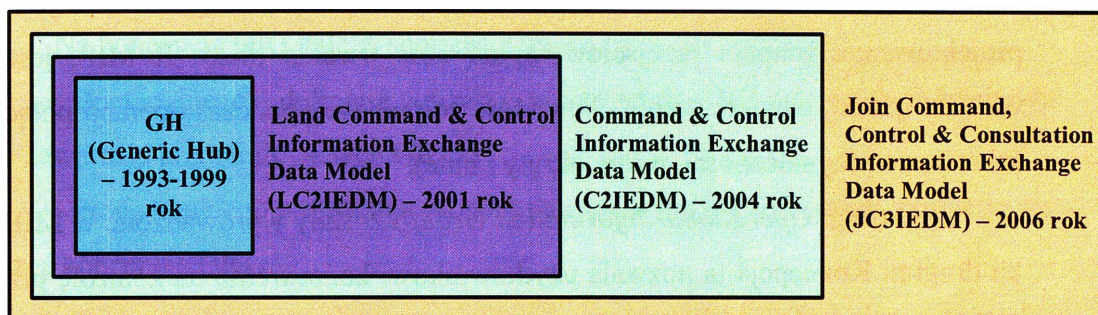 GH
(Generic Hub)
– 1993-1999
rok
Land Command & Control
Information Exchange
Data Model
(LC2IEDM) – 2001 rok
Command & Control
Information Exchange
Data Model
(C2IEDM) – 2004 rok
Join Command,
Control & Consultation
Information Exchange
Data Model
(JC3IEDM) – 2006 rok